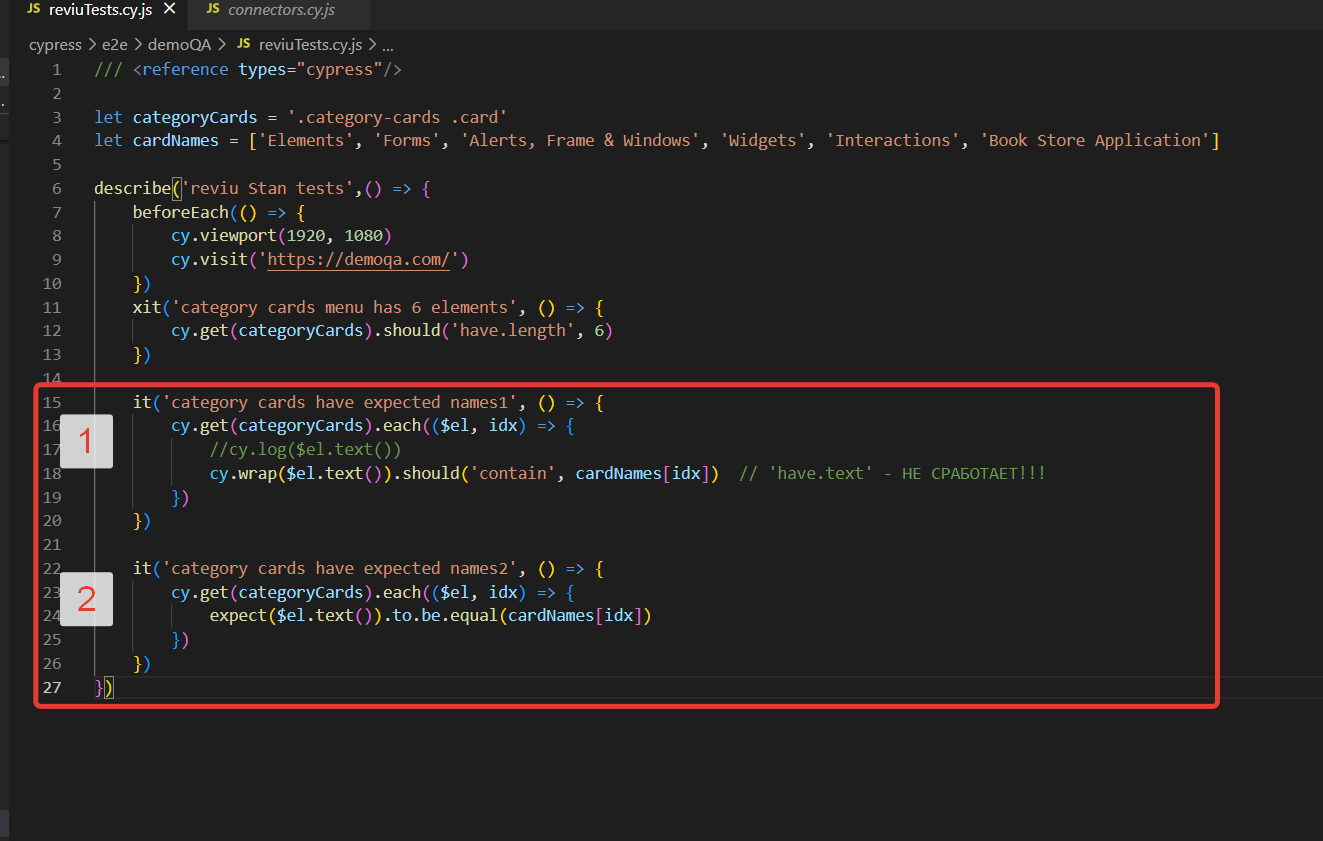 JS reviuTests.cy.js ×  JS connectors.cy.js
cypress > e2e > demoQA > JS reviuTests.cy.js > ...
1 /// <reference types="cypress"/>
2
3 let categoryCards = '.category-cards .card'
4 let cardNames = ['Elements', 'Forms', 'Alerts, Frame & Windows', 'Widgets', 'Interactions', 'Book Store Application']
5
6 describe('reviu Stan tests',() => {
7 beforeEach(() => {
8 cy.viewport(1920, 1080)
9 cy.visit('https://demoqa.com/')
10 })
11 xit('category cards menu has 6 elements', () => {
12 cy.get(categoryCards).should('have.length', 6)
13 })
14
15 it('category cards have expected names1', () => {
16 cy.get(categoryCards).each(($el, idx) => {
1
17 //cy.log($el.text())
18 cy.wrap($el.text()).should('contain', cardNames[idx])  // 'have.text' - НЕ СРАБОТАЕТ!!!
19 })
20 })
21
22 it('category cards have expected names2', () => {
23 cy.get(categoryCards).each(($el, idx) => {
2
24 expect($el.text()).to.be.equal(cardNames[idx])
25 })
26 })
27 })